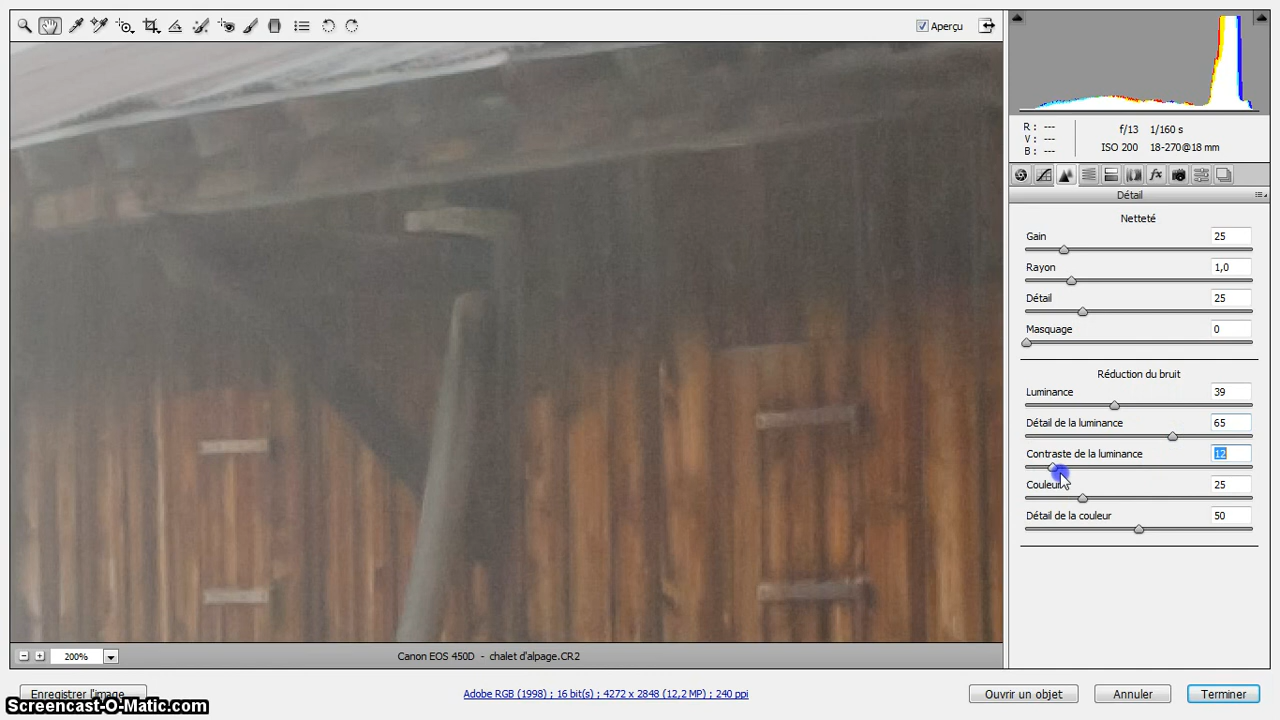 Aperçu
R : ---
V : ---
B : ---
f/13 1/160 s
ISO 200 18-270@18 mm
fx
Détail
Netteté
Gain 25
Rayon 1,0
Détail 25
Masquage 0
Réduction du bruit
Luminance 39
Détail de la luminance 65
Contraste de la luminance 12
Couleur 25
Détail de la couleur 50
200% Canon EOS 450D - chalet d'alpage.CR2
Enregistrer l'image... Adobe RGB (1998) ; 16 bit(s) ; 4272 x 2848 (12,2 MP) ; 240 ppi Ouvrir un objet Annuler Terminer
Screencast-O-Matic.com